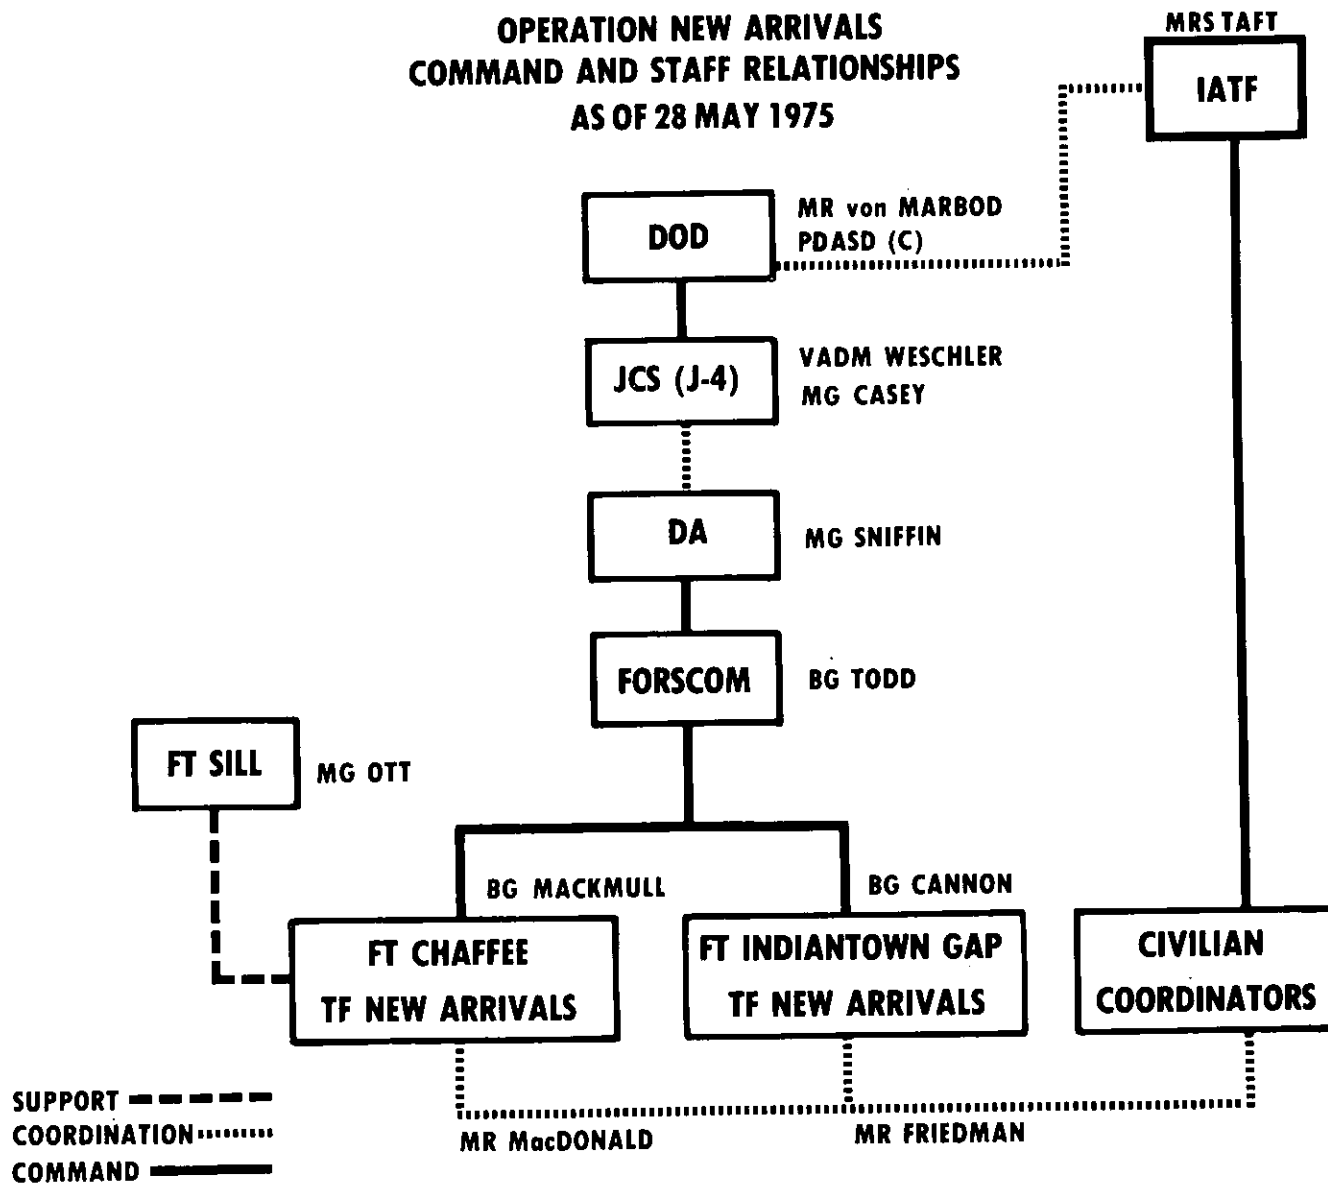 OPERATION NEW ARRIVALS
COMMAND AND STAFF RELATIONSHIPS
AS OF 28 MAY 1975
MRS TAFT
IATF
DOD
MR von MARBOD
PDASD (C)
JCS (J-4)
VADM WESCHLER
MG CASEY
DA
MG SNIFFIN
FORSCOM
BG TODD
FT SILL
MG OTT
BG MACKMULL
BG CANNON
FT CHAFFEE
TF NEW ARRIVALS
FT INDIANTOWN GAP
TF NEW ARRIVALS
CIVILIAN
COORDINATORS
MR MacDONALD
MR FRIEDMAN
SUPPORT
COORDINATION
COMMAND